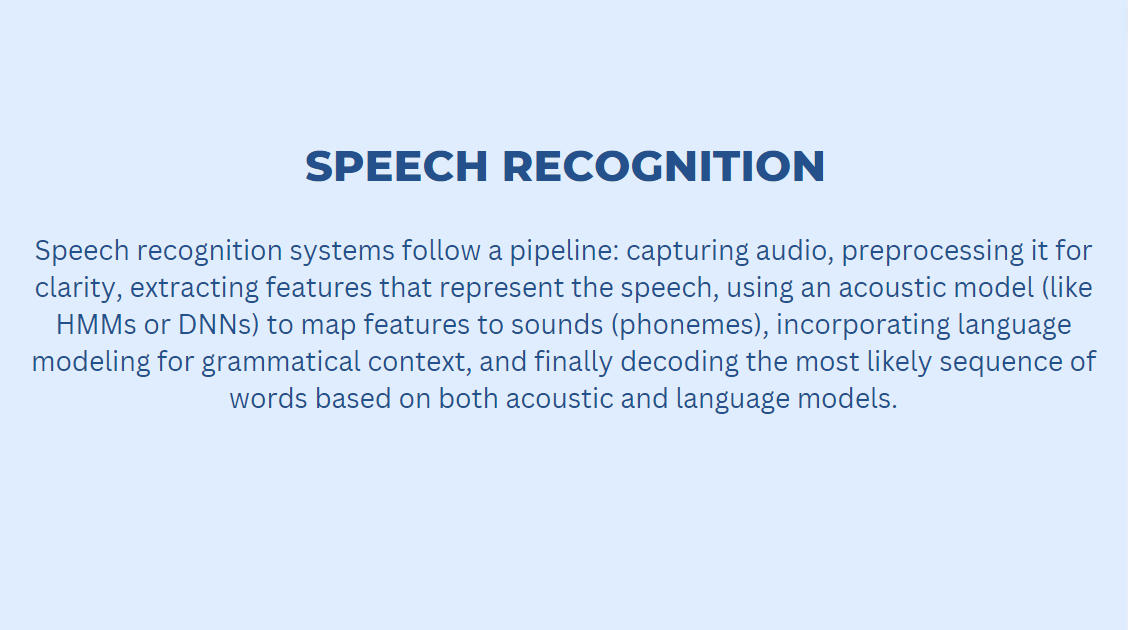 SPEECH RECOGNITION
Speech recognition systems follow a pipeline: capturing audio, preprocessing it for
clarity, extracting features that represent the speech, using an acoustic model (like
HMMs or DNNs) to map features to sounds (phonemes), incorporating language
modeling for grammatical context, and finally decoding the most likely sequence of
words based on both acoustic and language models.